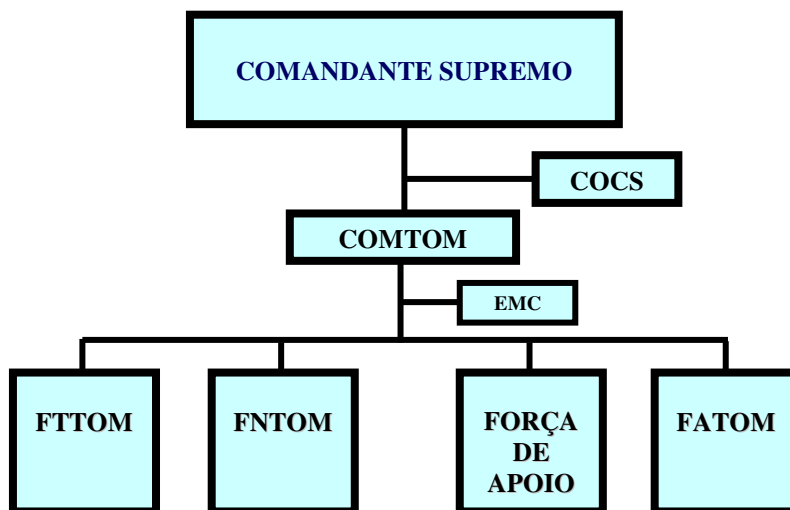 COMANDANTE SUPREMO
COCS
COMTOM
EMC
FTTOM
FNTOM
FORÇA
DE
APOIO
FATOM